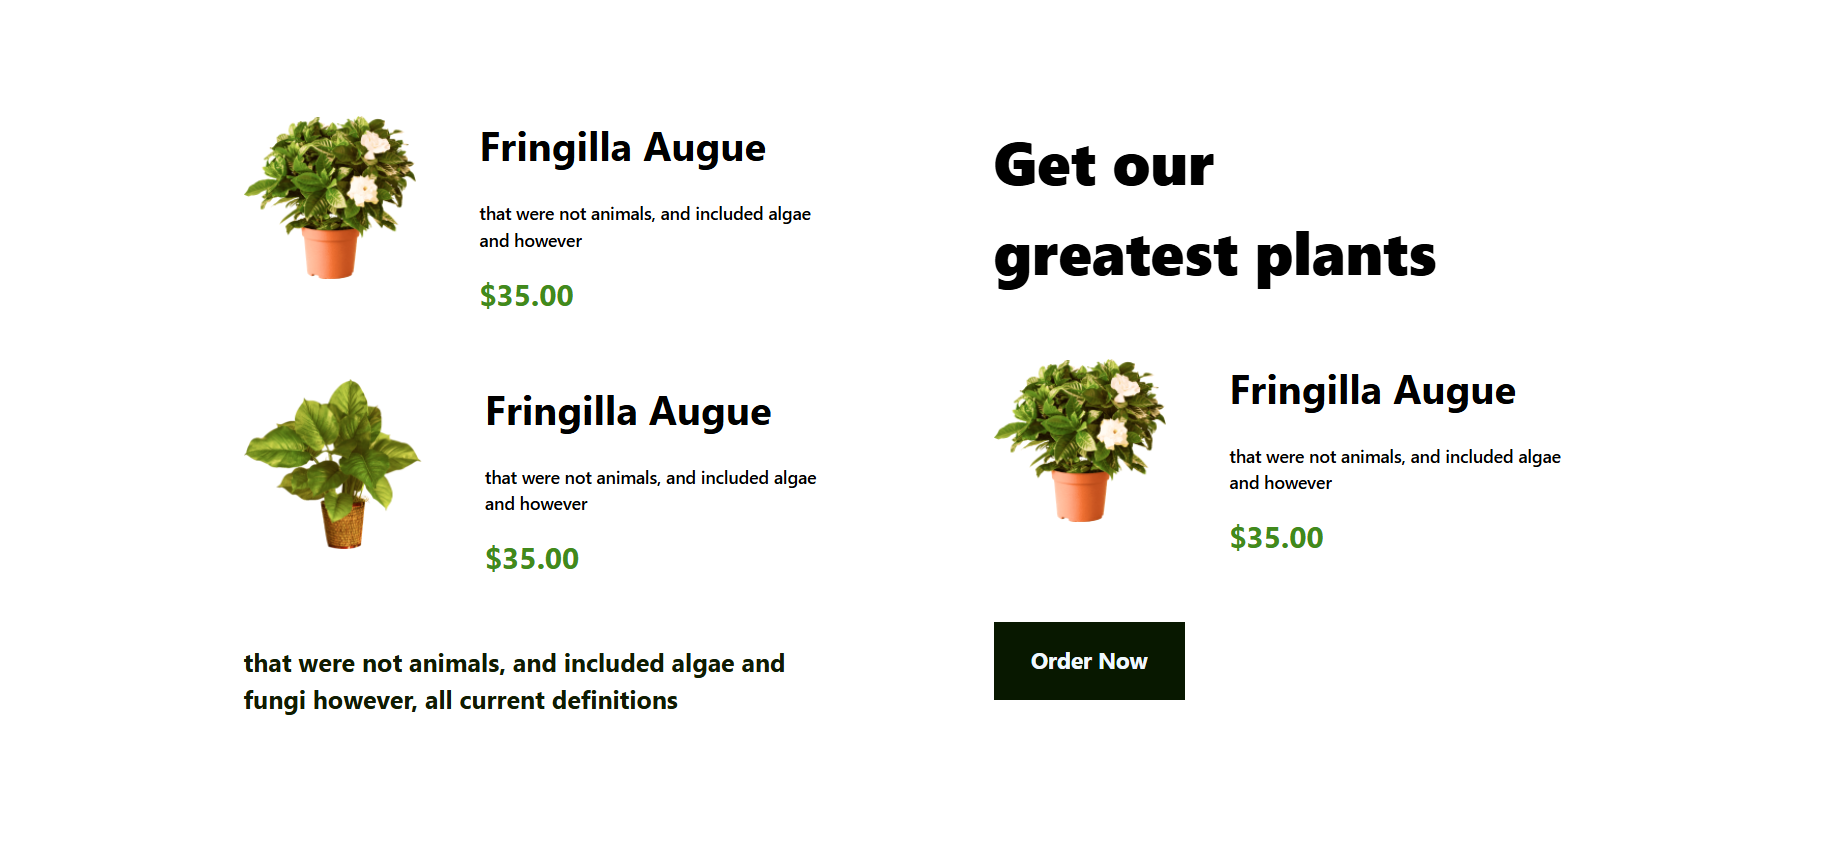 Fringilla Augue
that were not animals, and included algae
and however
$35.00
Fringilla Augue
that were not animals, and included algae
and however
$35.00
that were not animals, and included algae and
fungi however, all current definitions
Get our
greatest plants
Fringilla Augue
that were not animals, and included algae
and however
$35.00
Order Now